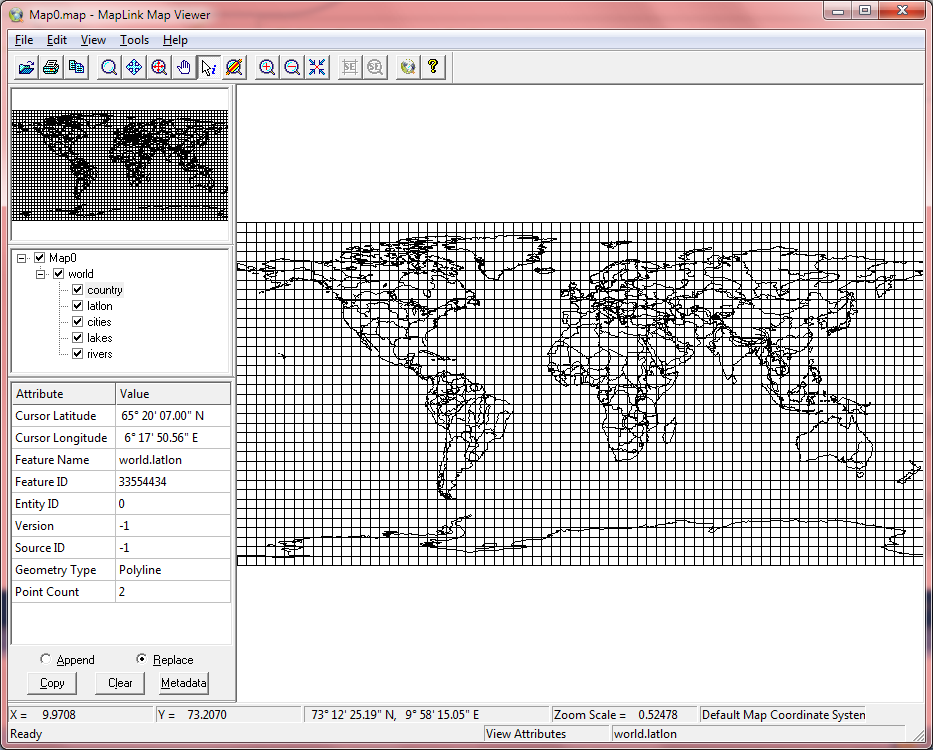 Map0.map - MapLink Map Viewer
File Edit View Tools Help
Map0
world
country
latlon
cities
lakes
rivers
Attribute Value
Cursor Latitude 65° 20' 07.00" N
Cursor Longitude 6° 17' 50.56" E
Feature Name world.latlon
Feature ID 33554434
Entity ID 0
Version -1
Source ID -1
Geometry Type Polyline
Point Count 2
Append Replace
Copy Clear Metadata
X = 9.9708 Y = 73.2070 73° 12' 25.19" N, 9° 58' 15.05" E Zoom Scale = 0.52478 Default Map Coordinate Systen
Ready View Attributes world.latlon